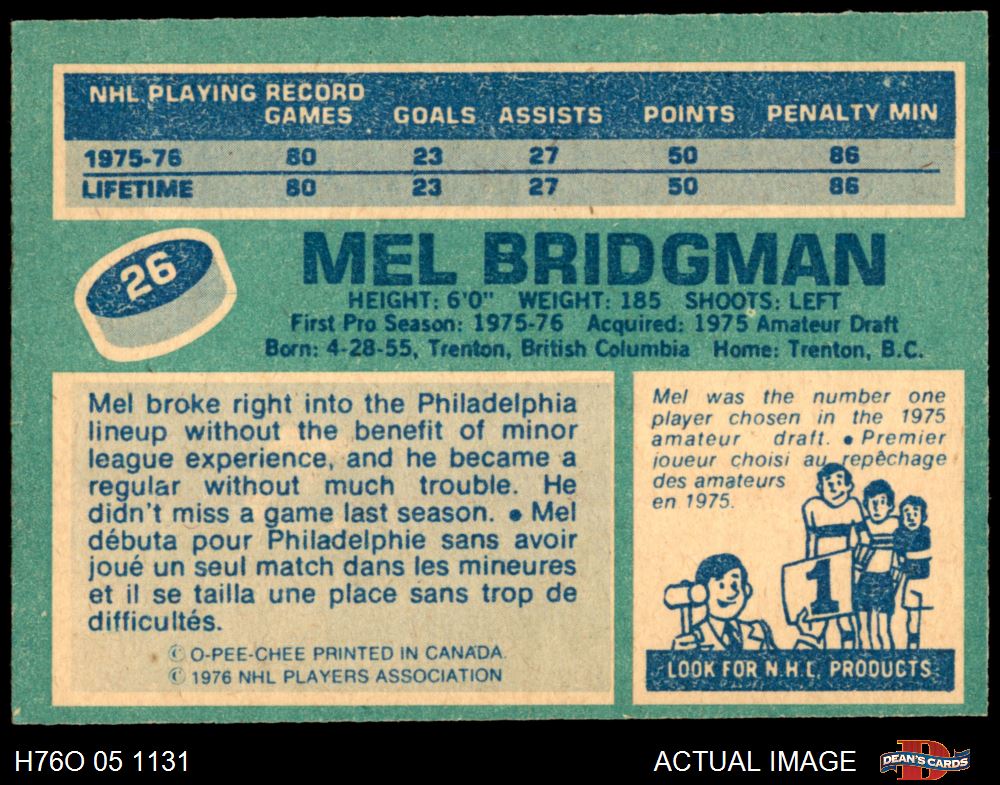 NHL PLAYING RECORD
GAMES GOALS ASSISTS POINTS PENALTY MIN
1975-76 80 23 27 50 86
LIFETIME 80 23 27 50 86
26
MEL BRIDGMAN
HEIGHT: 6'0" WEIGHT: 185 SHOOTS: LEFT
First Pro Season: 1975-76 Acquired: 1975 Amateur Draft
Born: 4-28-55, Trenton, British Columbia Home: Trenton, B.C.
Mel broke right into the Philadelphia
lineup without the benefit of minor
league experience, and he became a
regular without much trouble. He
didn't miss a game last season. ● Mel
débuta pour Philadelphie sans avoir
joué un seul match dans les mineures
et il se tailla une place sans trop de
difficultés.
© O-PEE-CHEE PRINTED IN CANADA.
© 1976 NHL PLAYERS ASSOCIATION
Mel was the number one
player chosen in the 1975
amateur draft. ● Premier
joueur choisi au repêchage
des amateurs
en 1975.
1
LOOK FOR N.H.L. PRODUCTS
H76O 05 1131
ACTUAL IMAGE
D
DEAN'S CARDS